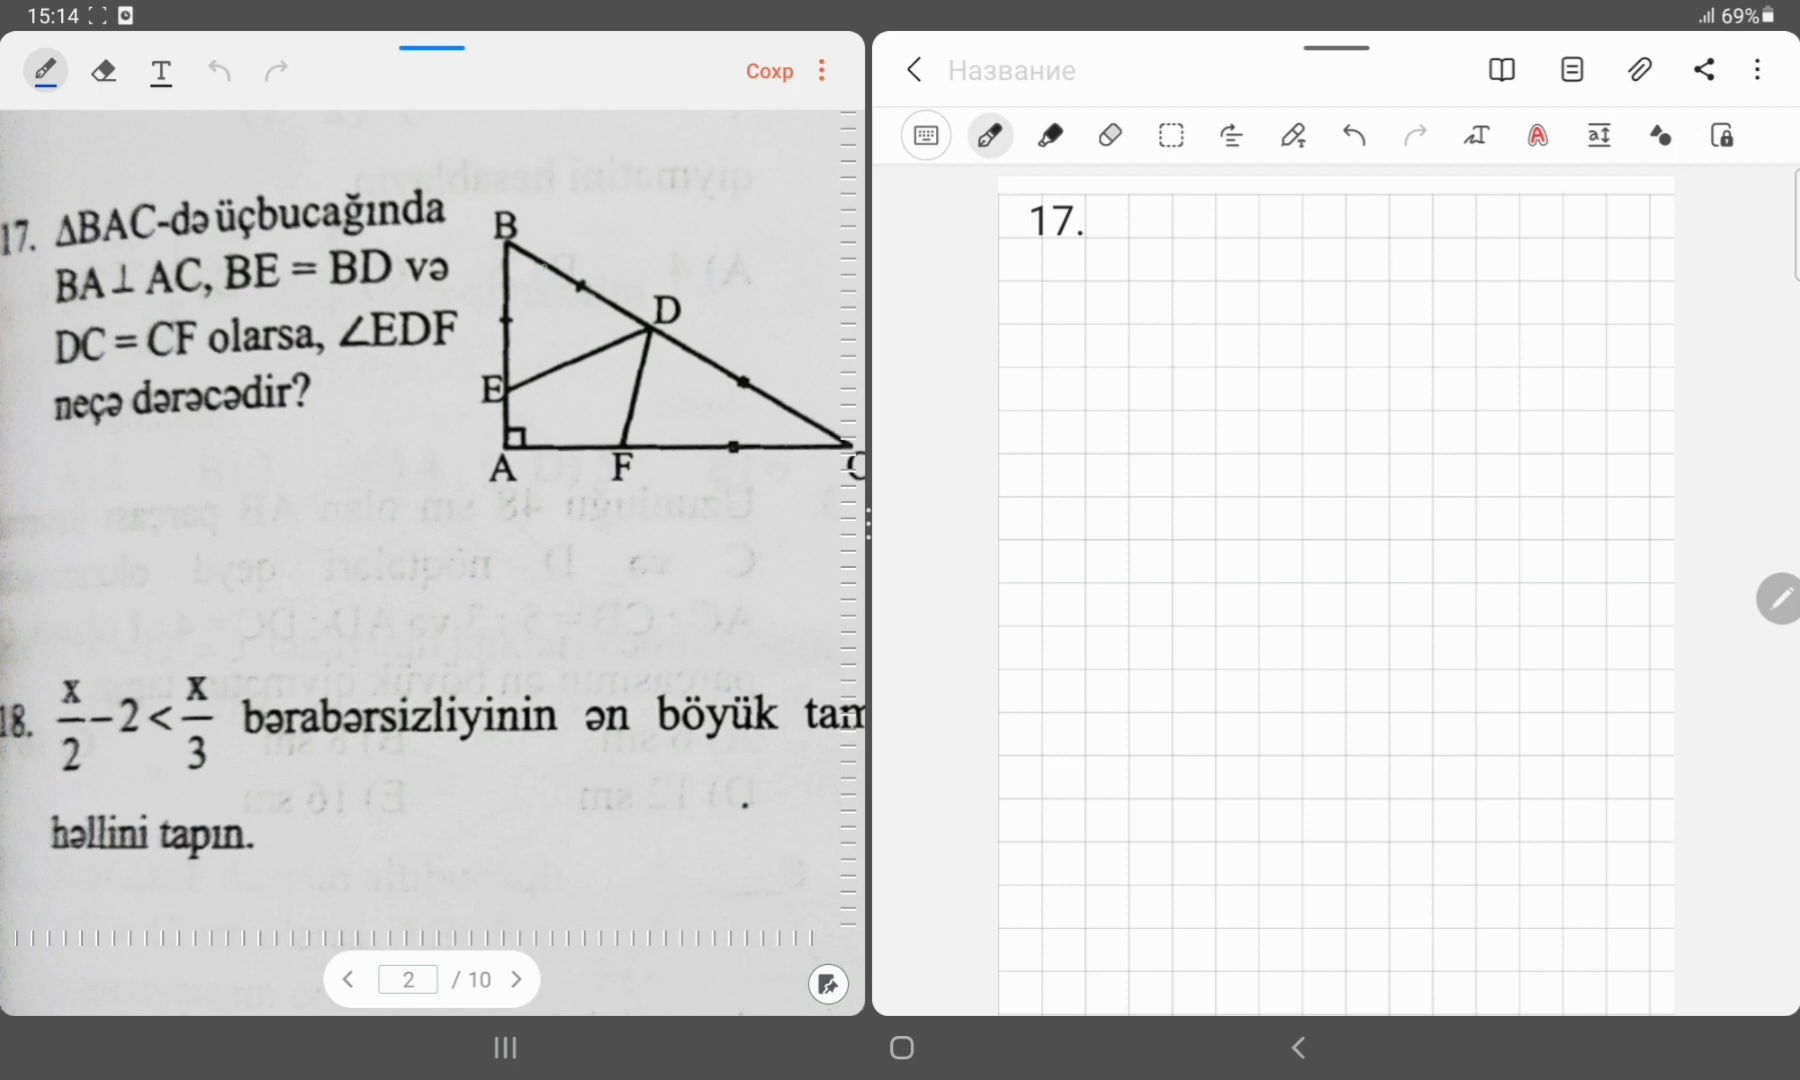 15:14
69%
Сохр
Название
17. ΔBAC-də üçbucağında
BA ⊥ AC, BE = BD və
DC = CF olarsa, ∠EDF
neçə dərəcədir?
B
D
E
A F C
18. x/2 − 2 < x/3 bərabərsizliyinin ən böyük tam
həllini tapın.
2 / 10
17.